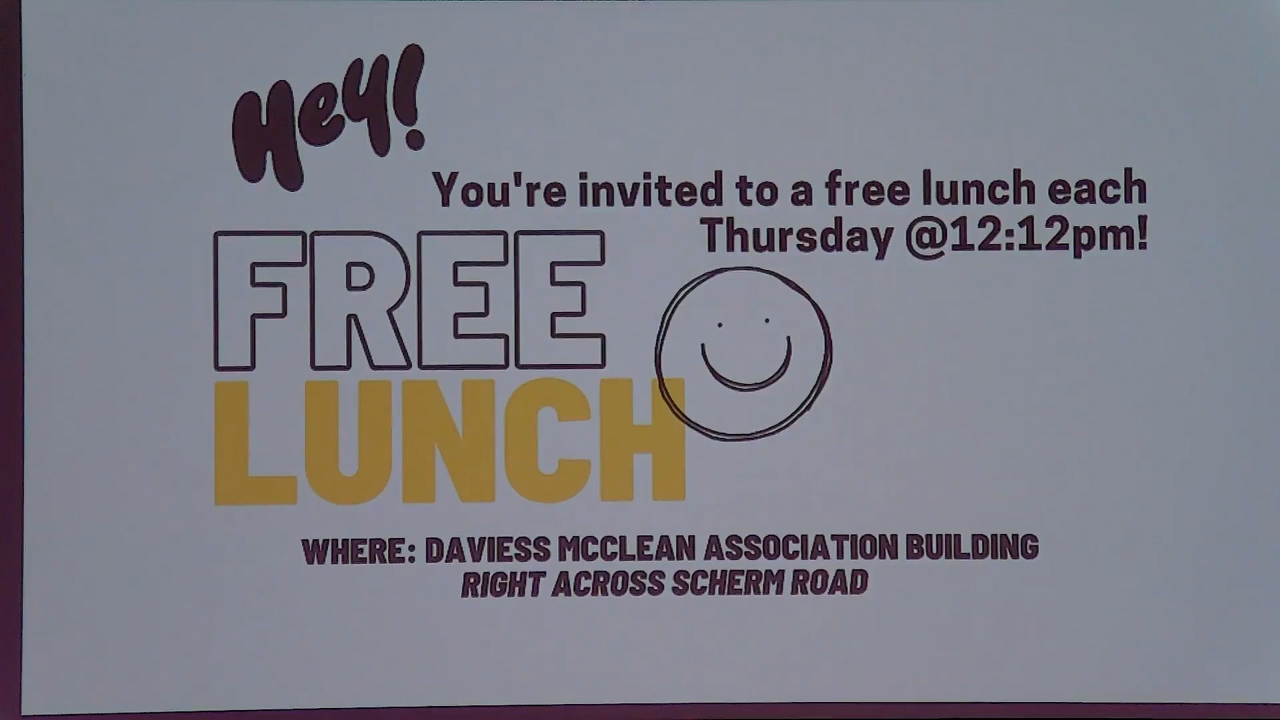 Hey!
You're invited to a free lunch each
Thursday @12:12pm!
FREE
LUNCH
WHERE: DAVIESS MCCLEAN ASSOCIATION BUILDING
RIGHT ACROSS SCHERM ROAD